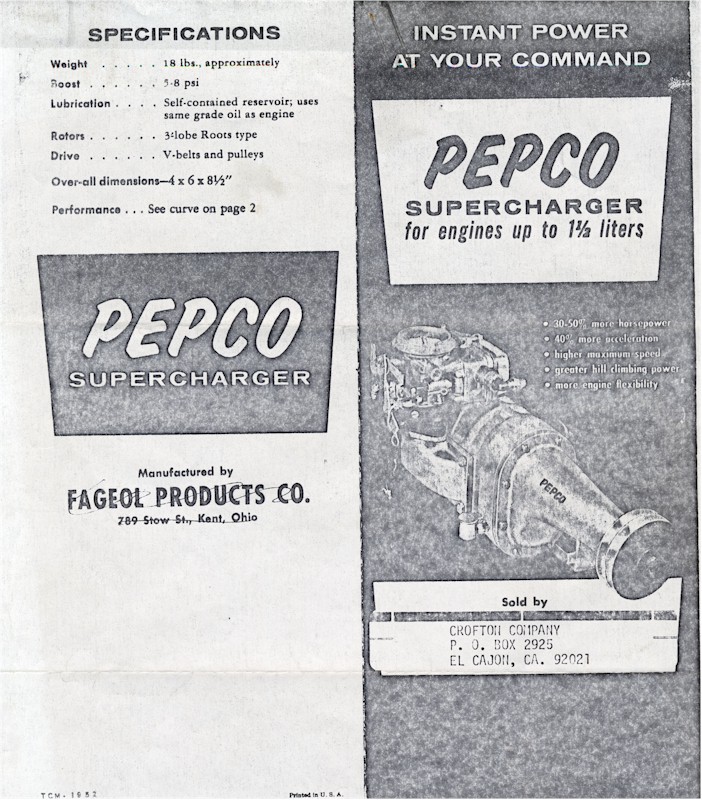 SPECIFICATIONS
Weight . . . . . 18 lbs., approximately
Boost . . . . . . 5-8 psi
Lubrication . . . . Self-contained reservoir; uses
same grade oil as engine
Rotors . . . . . . 3-lobe Roots type
Drive . . . . . . V-belts and pulleys
Over-all dimensions—4 x 6 x 8½"
Performance . . . See curve on page 2
PEPCO
SUPERCHARGER
Manufactured by
FAGEOL PRODUCTS CO.
789 Stow St., Kent, Ohio
TCM-1952
Printed in U. S. A.
INSTANT POWER
AT YOUR COMMAND
PEPCO
SUPERCHARGER
for engines up to 1½ liters
• 30-50% more horsepower
• 40% more acceleration
• higher maximum speed
• greater hill climbing power
• more engine flexibility
PEPCO
Sold by
CROFTON COMPANY
P. O. BOX 2925
EL CAJON, CA. 92021